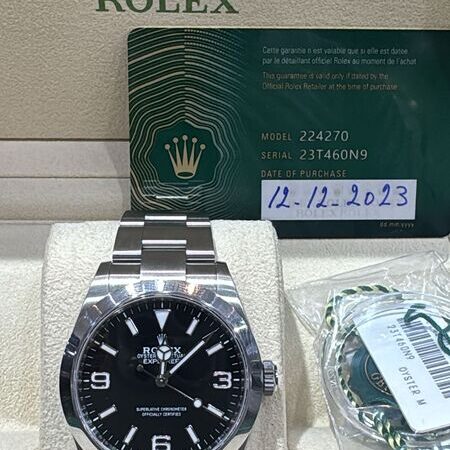 ROLEX
Cette garantie n'est valable que si elle est datée
par le détaillant officiel Rolex au moment de l'achat
This guarantee is valid only if dated by the
Official Rolex Retailer at the time of purchase
MODEL 224270
SERIAL 23T460N9
DATE OF PURCHASE
12-12-2023
dd.mm.yyyy
ROLEX
OYSTER PERPETUAL
EXPLORER
9 3
SUPERLATIVE CHRONOMETER
OFFICIALLY CERTIFIED
23T460N9
OYSTER M